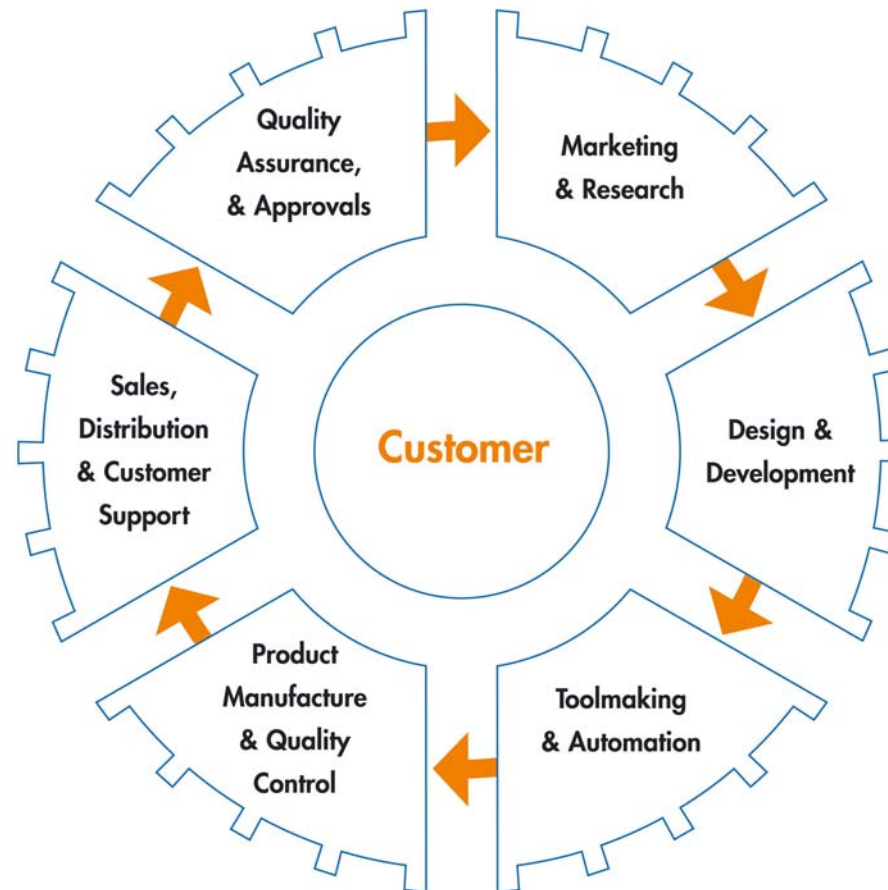 Quality
Assurance,
& Approvals
Marketing
& Research
Design &
Development
Toolmaking
& Automation
Product
Manufacture
& Quality
Control
Sales,
Distribution
& Customer
Support
Customer